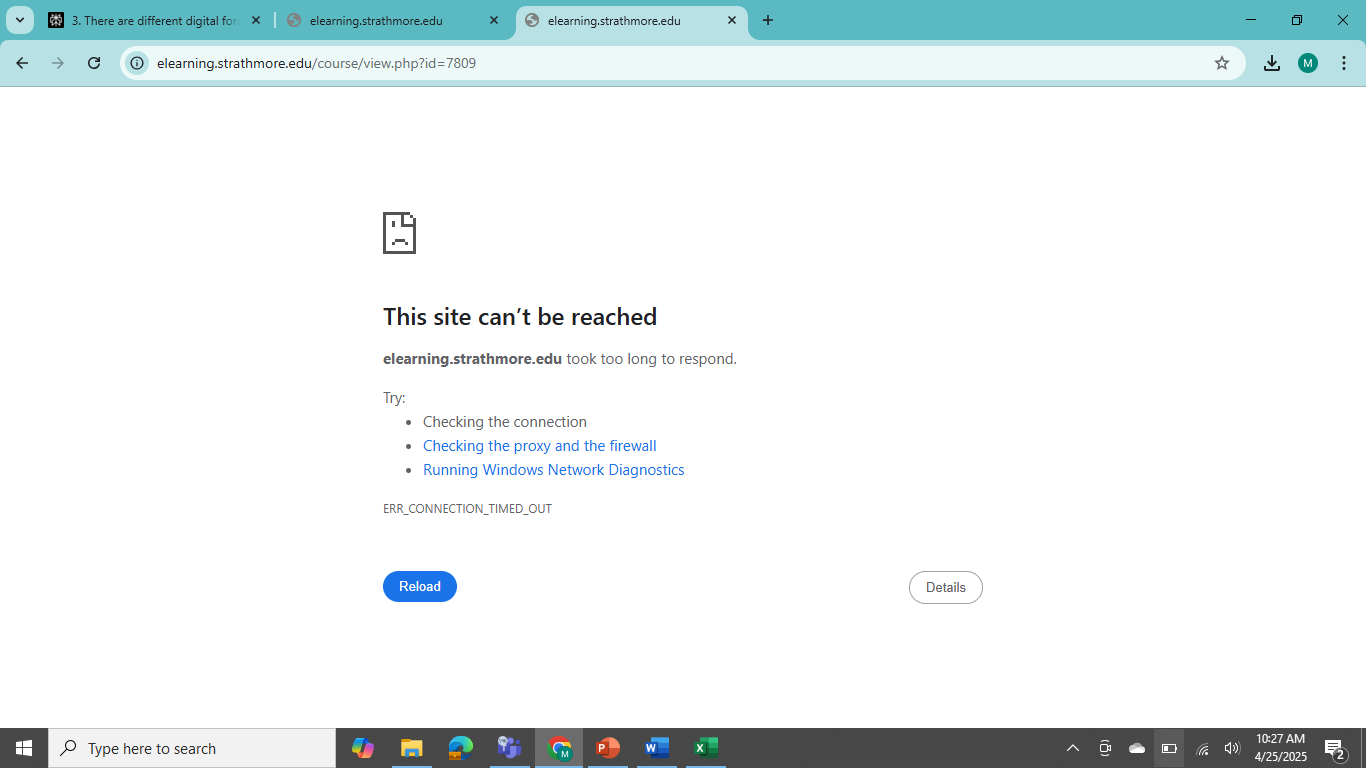 3. There are different digital for
elearning.strathmore.edu
elearning.strathmore.edu
elearning.strathmore.edu/course/view.php?id=7809
M
This site can’t be reached
elearning.strathmore.edu took too long to respond.
Try:
• Checking the connection
• Checking the proxy and the firewall
• Running Windows Network Diagnostics
ERR_CONNECTION_TIMED_OUT
Reload
Details
Type here to search
M
P
W
X
10:27 AM
4/25/2025
2